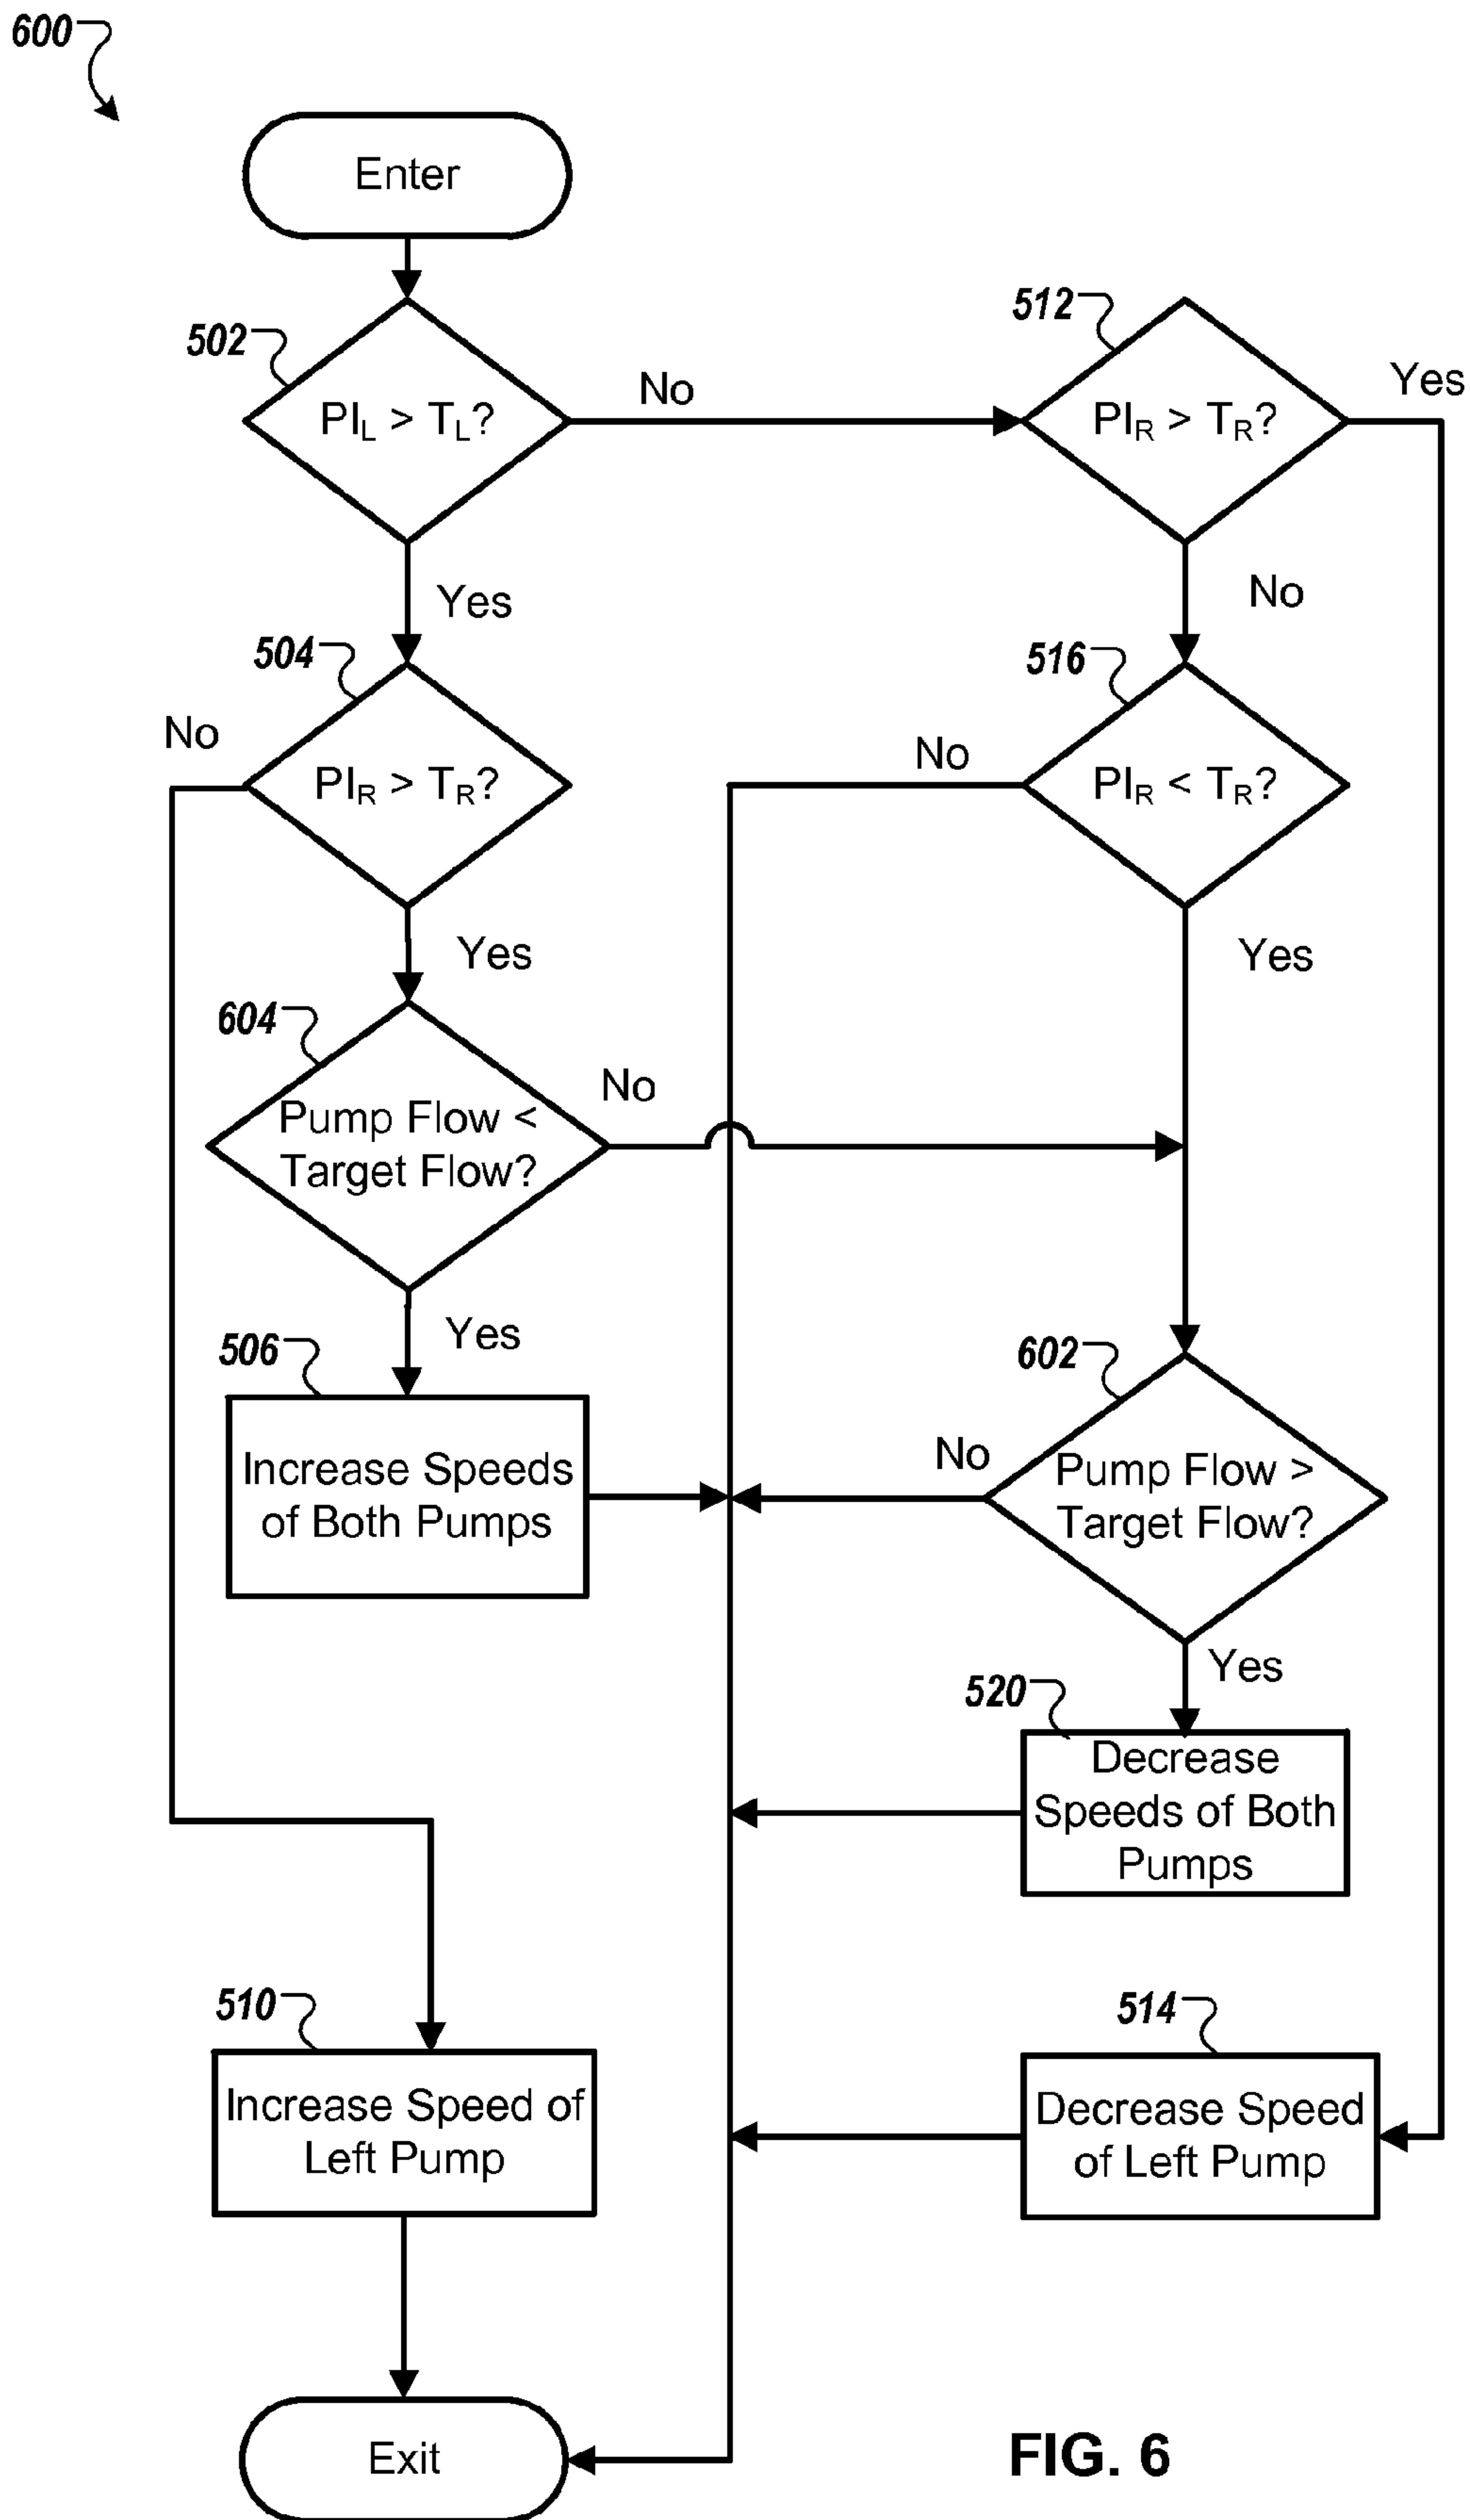 600
Enter
502
PIL > TL?
No
512
PIR > TR?
Yes
Yes
No
504
PIR > TR?
No
516
PIR < TR?
No
Yes
Yes
604
Pump Flow <
Target Flow?
No
Yes
506
Increase Speeds
of Both Pumps
602
Pump Flow >
Target Flow?
No
Yes
520
Decrease
Speeds of Both
Pumps
510
Increase Speed of
Left Pump
514
Decrease Speed
of Left Pump
Exit
FIG. 6